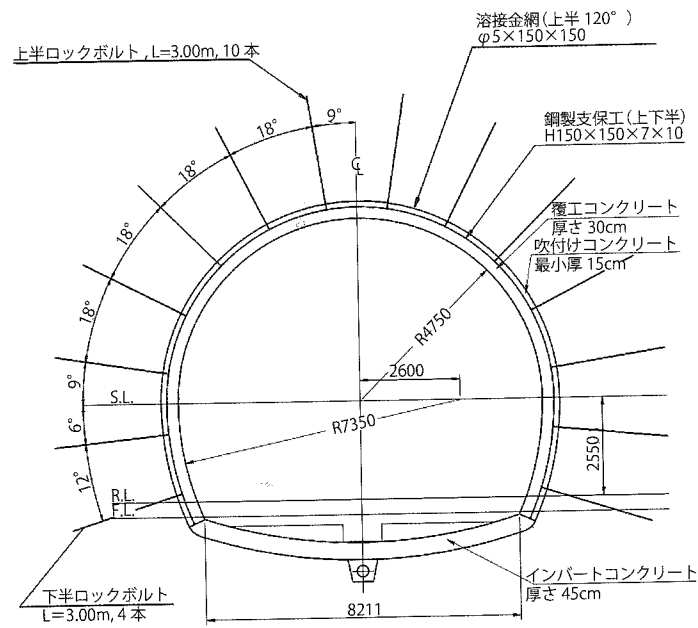 溶接金網(上半 120°)
φ5×150×150
上半ロックボルト, L=3.00m, 10 本
鋼製支保工(上下半)
H150×150×7×10
9°
18°
18°
18°
18°
9°
6°
12°
CL
覆工コンクリート
厚さ 30cm
吹付けコンクリート
最小厚 15cm
R4750
2600
S.L.
R7350
2550
R.L.
F.L.
下半ロックボルト
L=3.00m, 4 本
インバートコンクリート
厚さ 45cm
8211